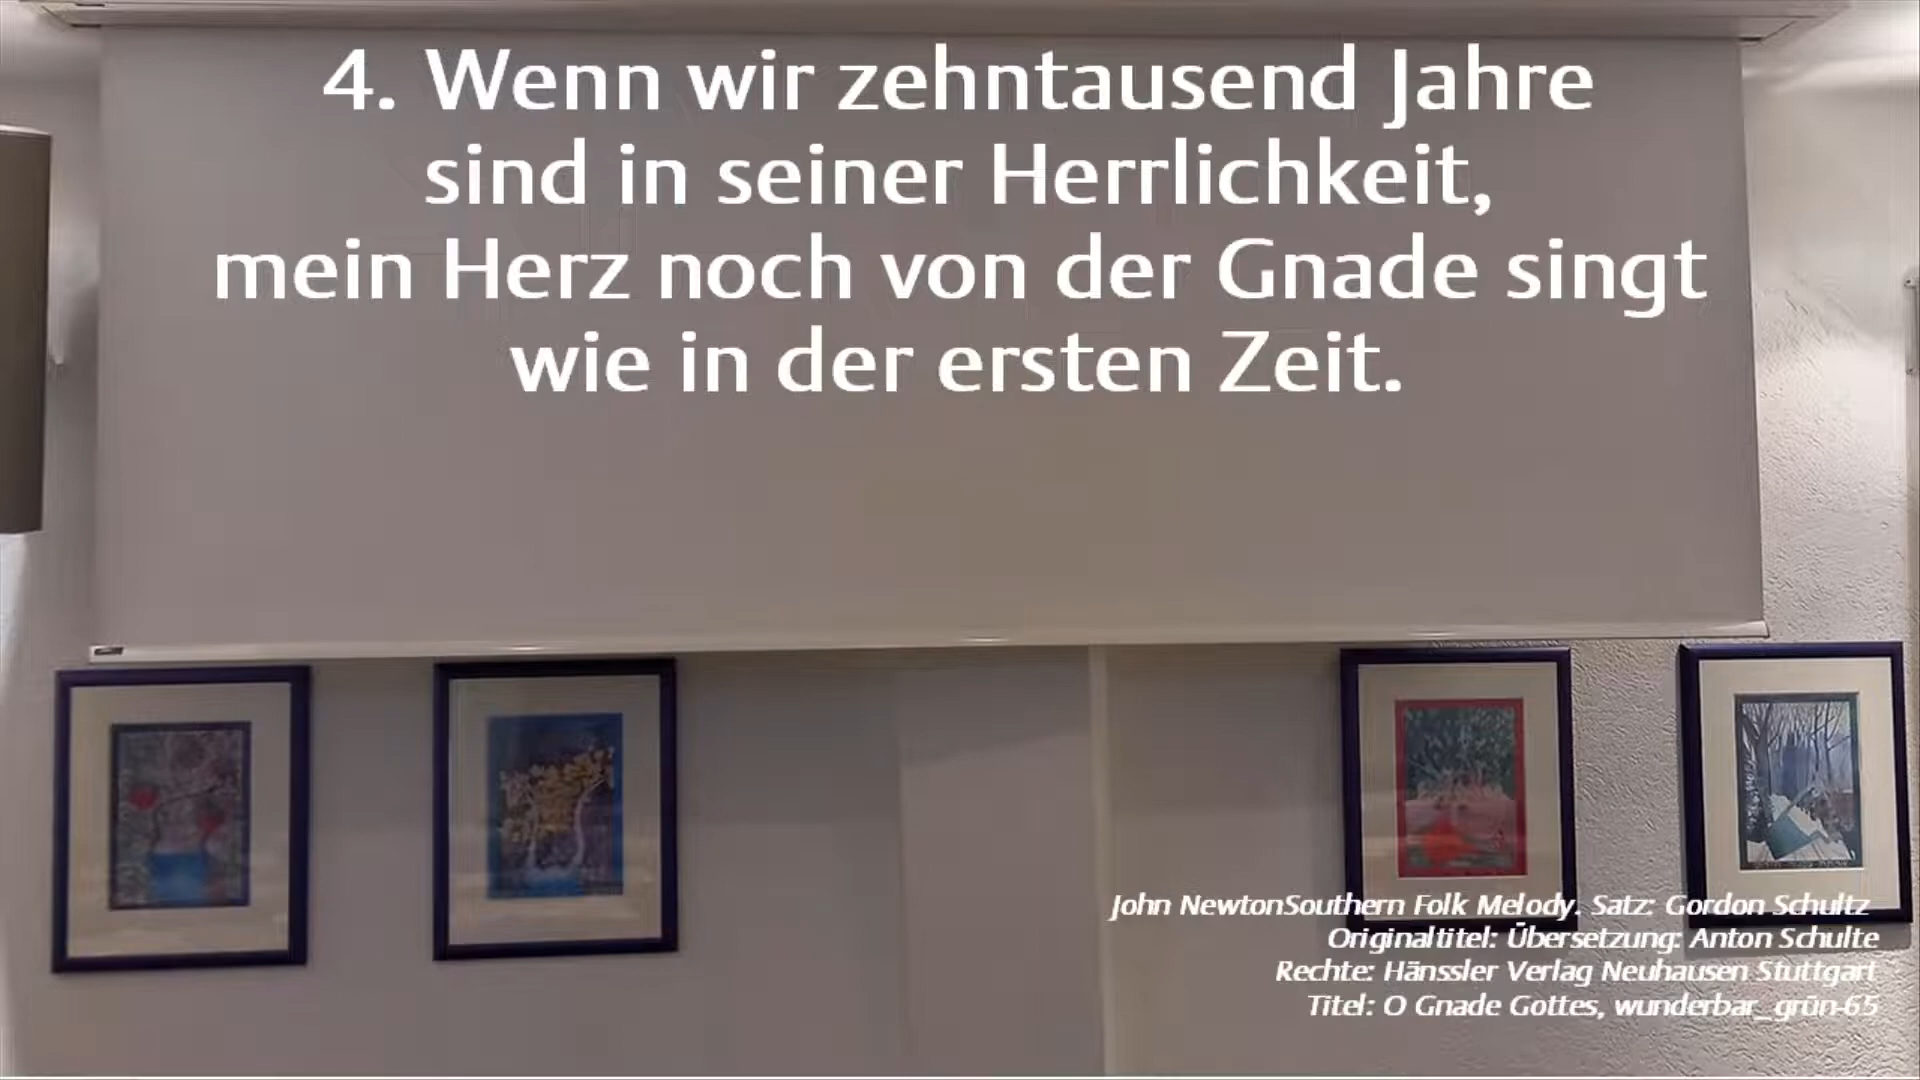 4. Wenn wir zehntausend Jahre
sind in seiner Herrlichkeit,
mein Herz noch von der Gnade singt
wie in der ersten Zeit.
John NewtonSouthern Folk Melody. Satz: Gordon Schultz
Originaltitel: Übersetzung: Anton Schulte
Rechte: Hänssler Verlag Neuhausen Stuttgart
Titel: O Gnade Gottes, wunderbar_grün-65